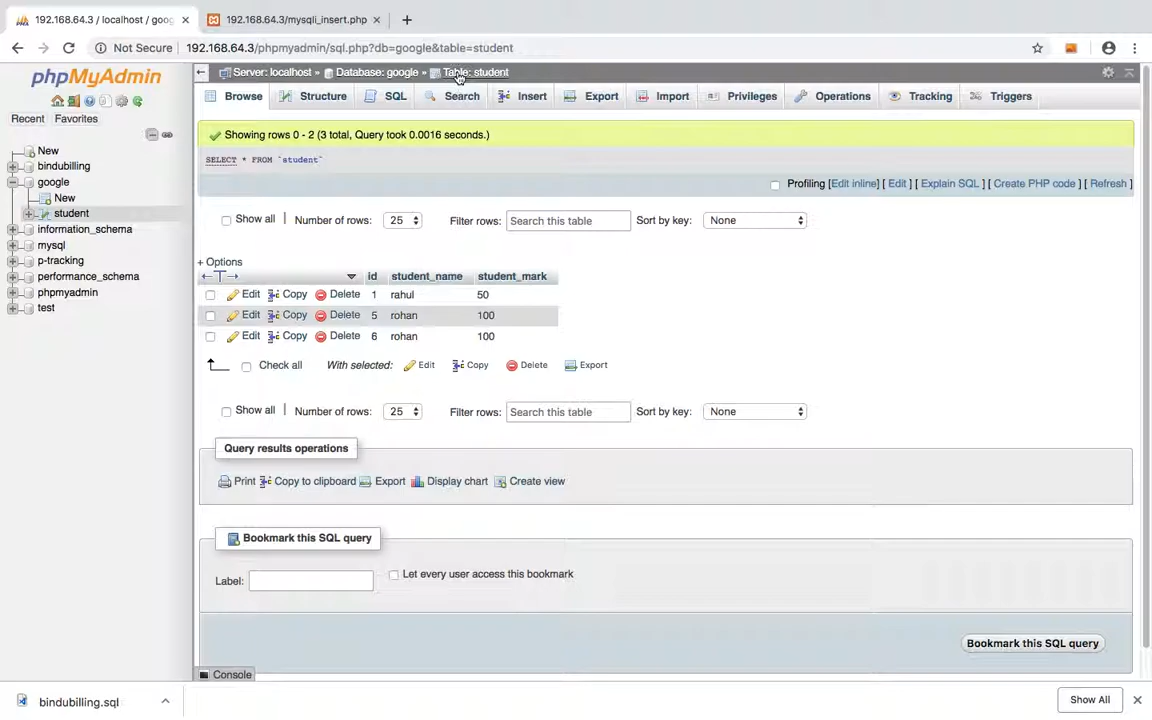 192.168.64.3 / localhost / goog
192.168.64.3/mysqli_insert.php
Not Secure
192.168.64.3/phpmyadmin/sql.php?db=google&table=student
phpMyAdmin
Recent Favorites
New
bindubilling
google
New
student
information_schema
mysql
p-tracking
performance_schema
phpmyadmin
test
Server: localhost » Database: google » Table: student
Browse Structure SQL Search Insert Export Import Privileges Operations Tracking Triggers
Showing rows 0 - 2 (3 total, Query took 0.0016 seconds.)
SELECT * FROM `student`
Profiling [Edit inline] [ Edit ] [ Explain SQL ] [ Create PHP code ] [ Refresh ]
Show all Number of rows: 25 Filter rows: Search this table Sort by key: None
+ Options
id student_name student_mark
Edit Copy Delete 1 rahul 50
Edit Copy Delete 5 rohan 100
Edit Copy Delete 6 rohan 100
Check all With selected: Edit Copy Delete Export
Show all Number of rows: 25 Filter rows: Search this table Sort by key: None
Query results operations
Print Copy to clipboard Export Display chart Create view
Bookmark this SQL query
Label: Let every user access this bookmark
Bookmark this SQL query
Console
bindubilling.sql
Show All